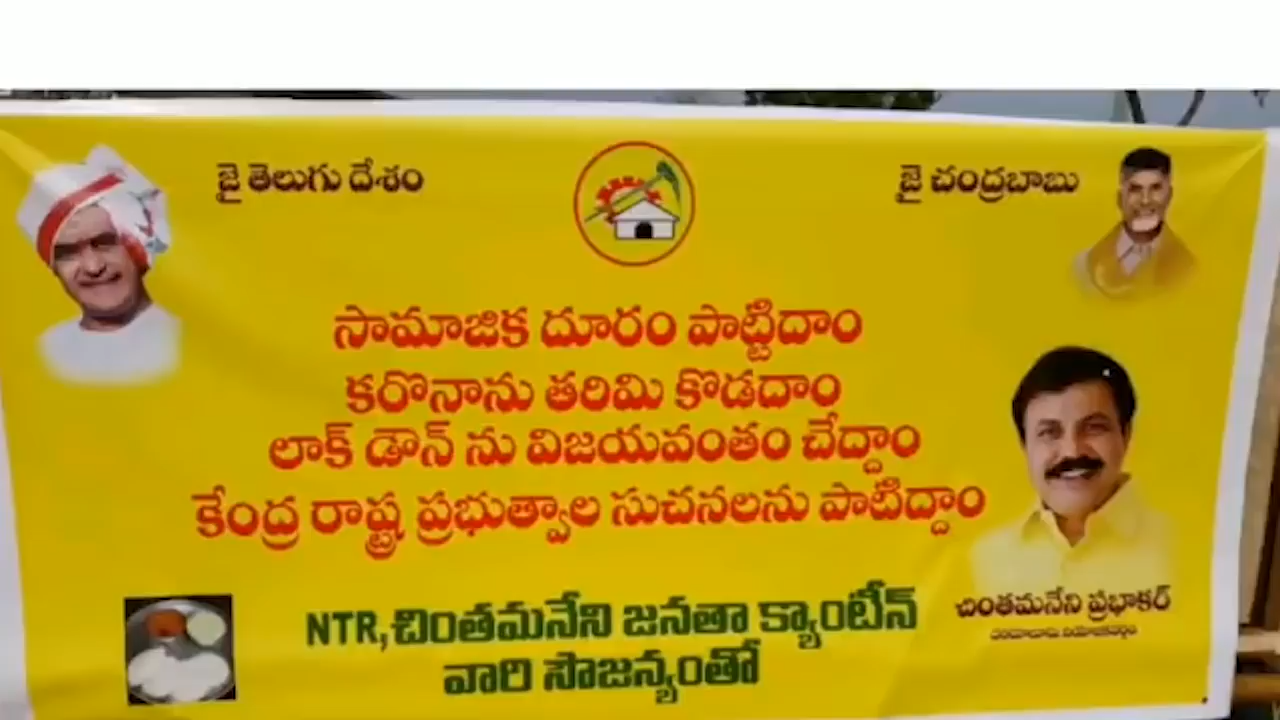 జై తెలుగు దేశం
జై చంద్రబాబు
సామాజిక దూరం పాట్టిదాం
కరొనాను తరిమి కొడదాం
లాక్ డౌన్ ను విజయవంతం చేద్దాం
కేంద్ర రాష్ట్ర ప్రభుత్వాల సుచనలను పాటిద్దాం
NTR,చింతమనేని జనతా క్యాంటీన్
వారి సౌజన్యంతో
చింతమనేని ప్రభాకర్